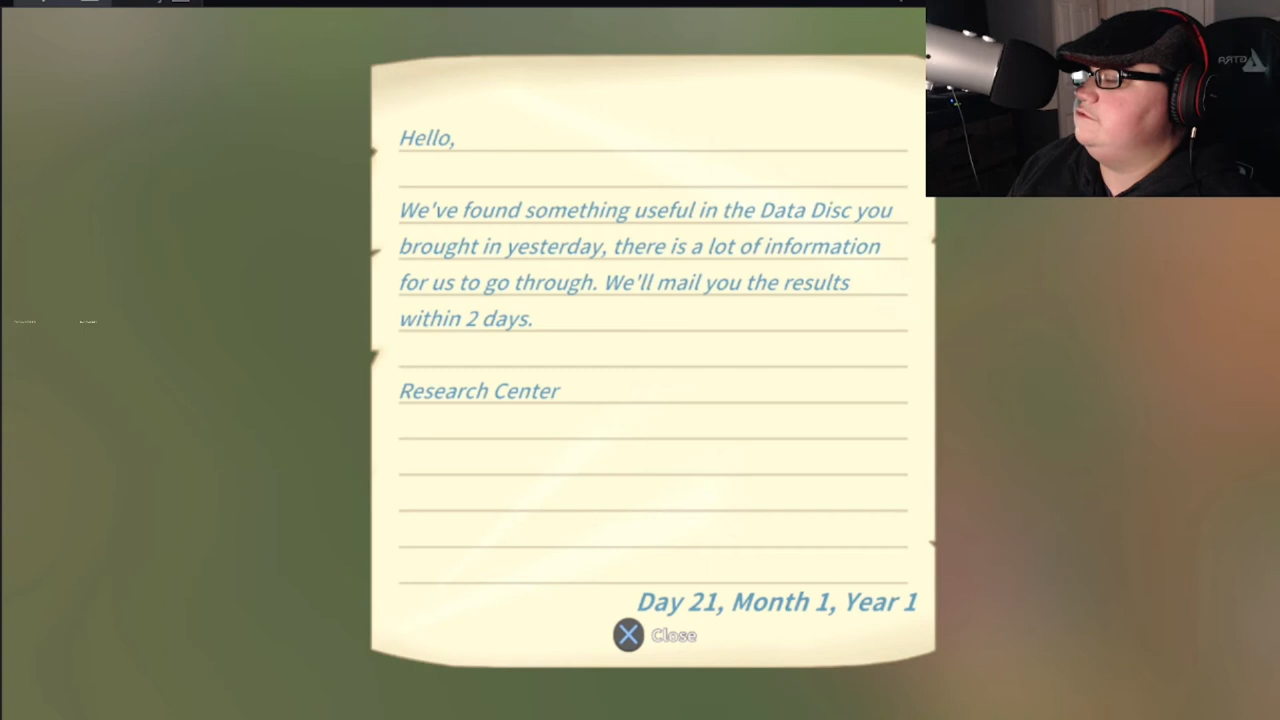 Hello,
We've found something useful in the Data Disc you
brought in yesterday, there is a lot of information
for us to go through. We'll mail you the results
within 2 days.
Research Center
Day 21, Month 1, Year 1
Close